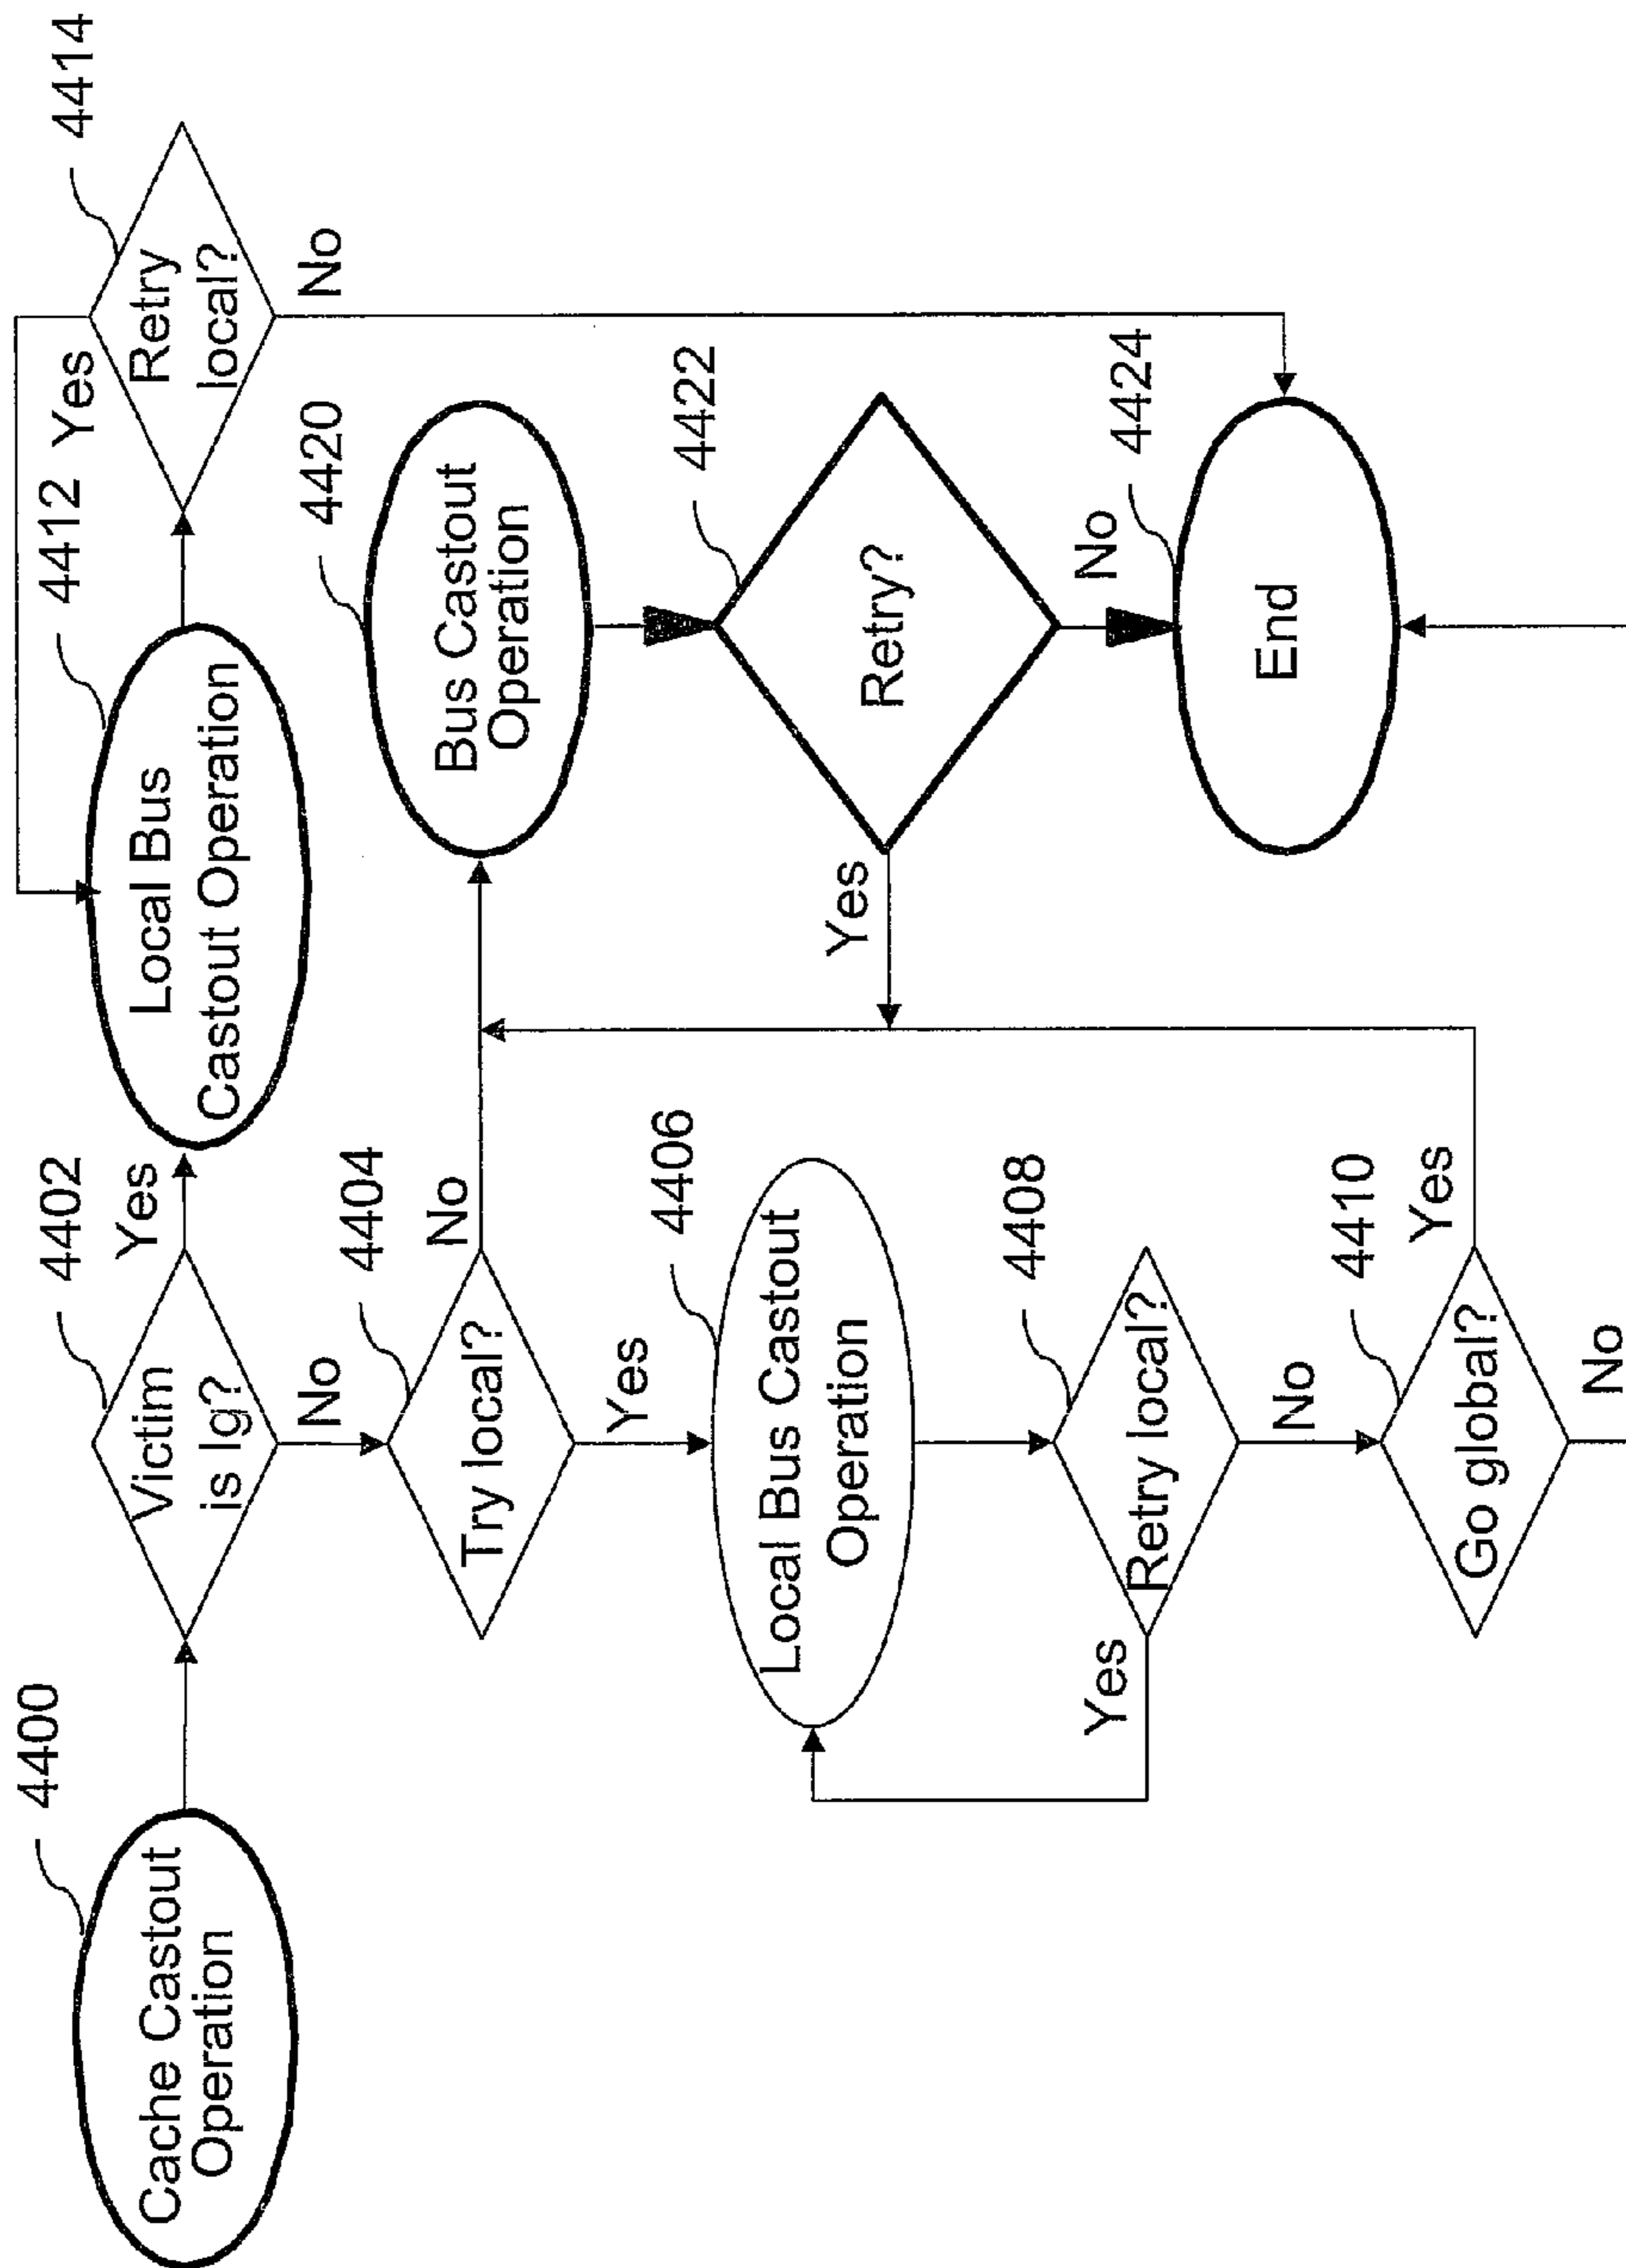 4400
Cache Castout
Operation
4402
Victim
is Ig?
Yes
No
4412
Local Bus
Castout Operation
Yes
4414
Retry
local?
No
4404
Try local?
No
Yes
4420
Bus Castout
Operation
4406
Local Bus Castout
Operation
4422
Retry?
Yes
No
4408
Retry local?
Yes
No
4424
End
4410
Go global?
Yes
No